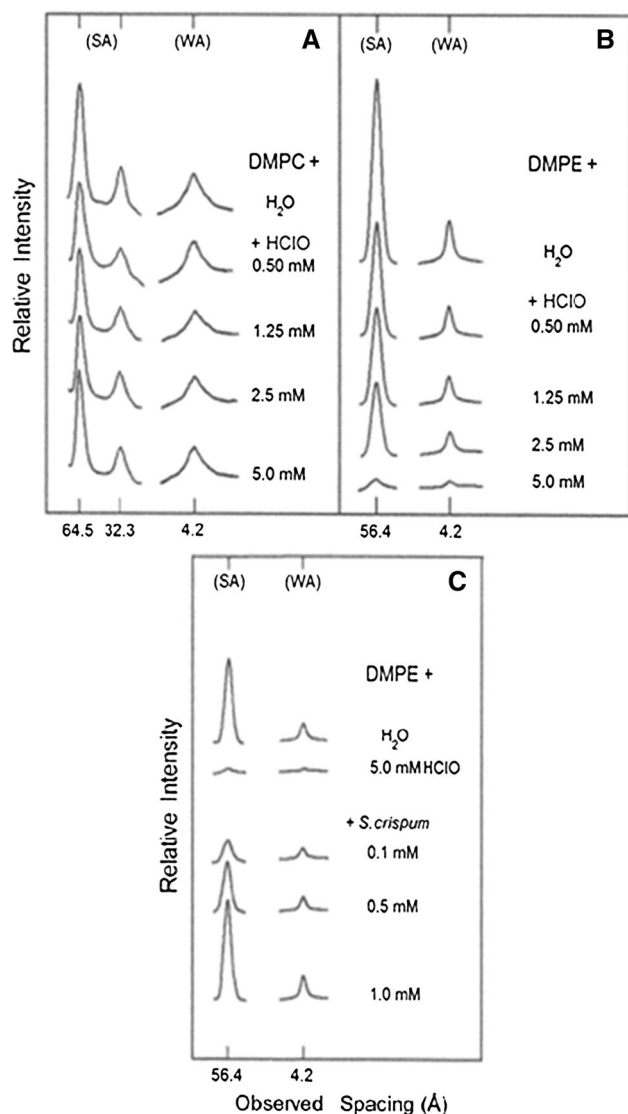 (SA) (WA) A
DMPC +
H₂O
+ HClO
0.50 mM
1.25 mM
2.5 mM
5.0 mM
64.5 32.3 4.2
Relative Intensity
(SA) (WA) B
DMPE +
H₂O
+ HClO
0.50 mM
1.25 mM
2.5 mM
5.0 mM
56.4 4.2
(SA) (WA) C
DMPE +
H₂O
5.0 mM HClO
+ S.crispum
0.1 mM
0.5 mM
1.0 mM
Relative Intensity
56.4 4.2
Observed Spacing (Å)